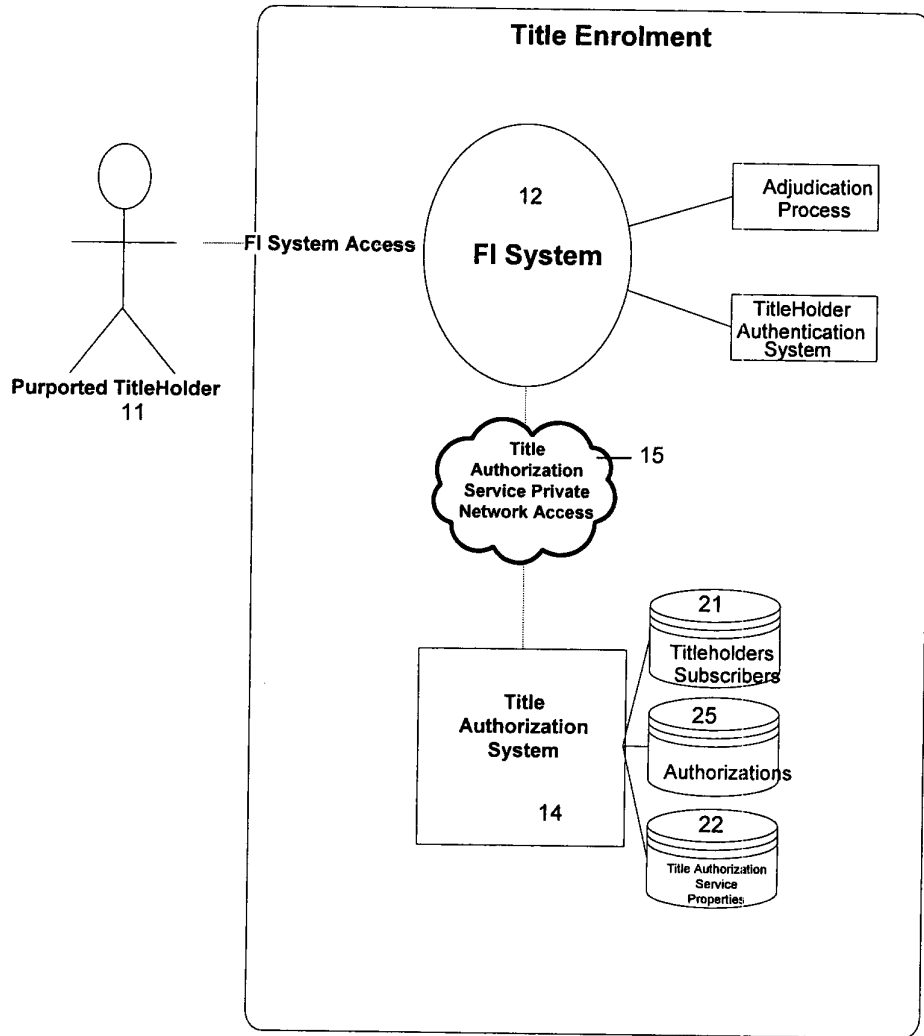 Title Enrolment
12
FI System
Adjudication
Process
FI System Access
TitleHolder
Authentication
System
Purported TitleHolder
11
Title
Authorization
Service Private
Network Access
15
Title
Authorization
System
14
21
Titleholders
Subscribers
25
Authorizations
22
Title Authorization
Service
Properties